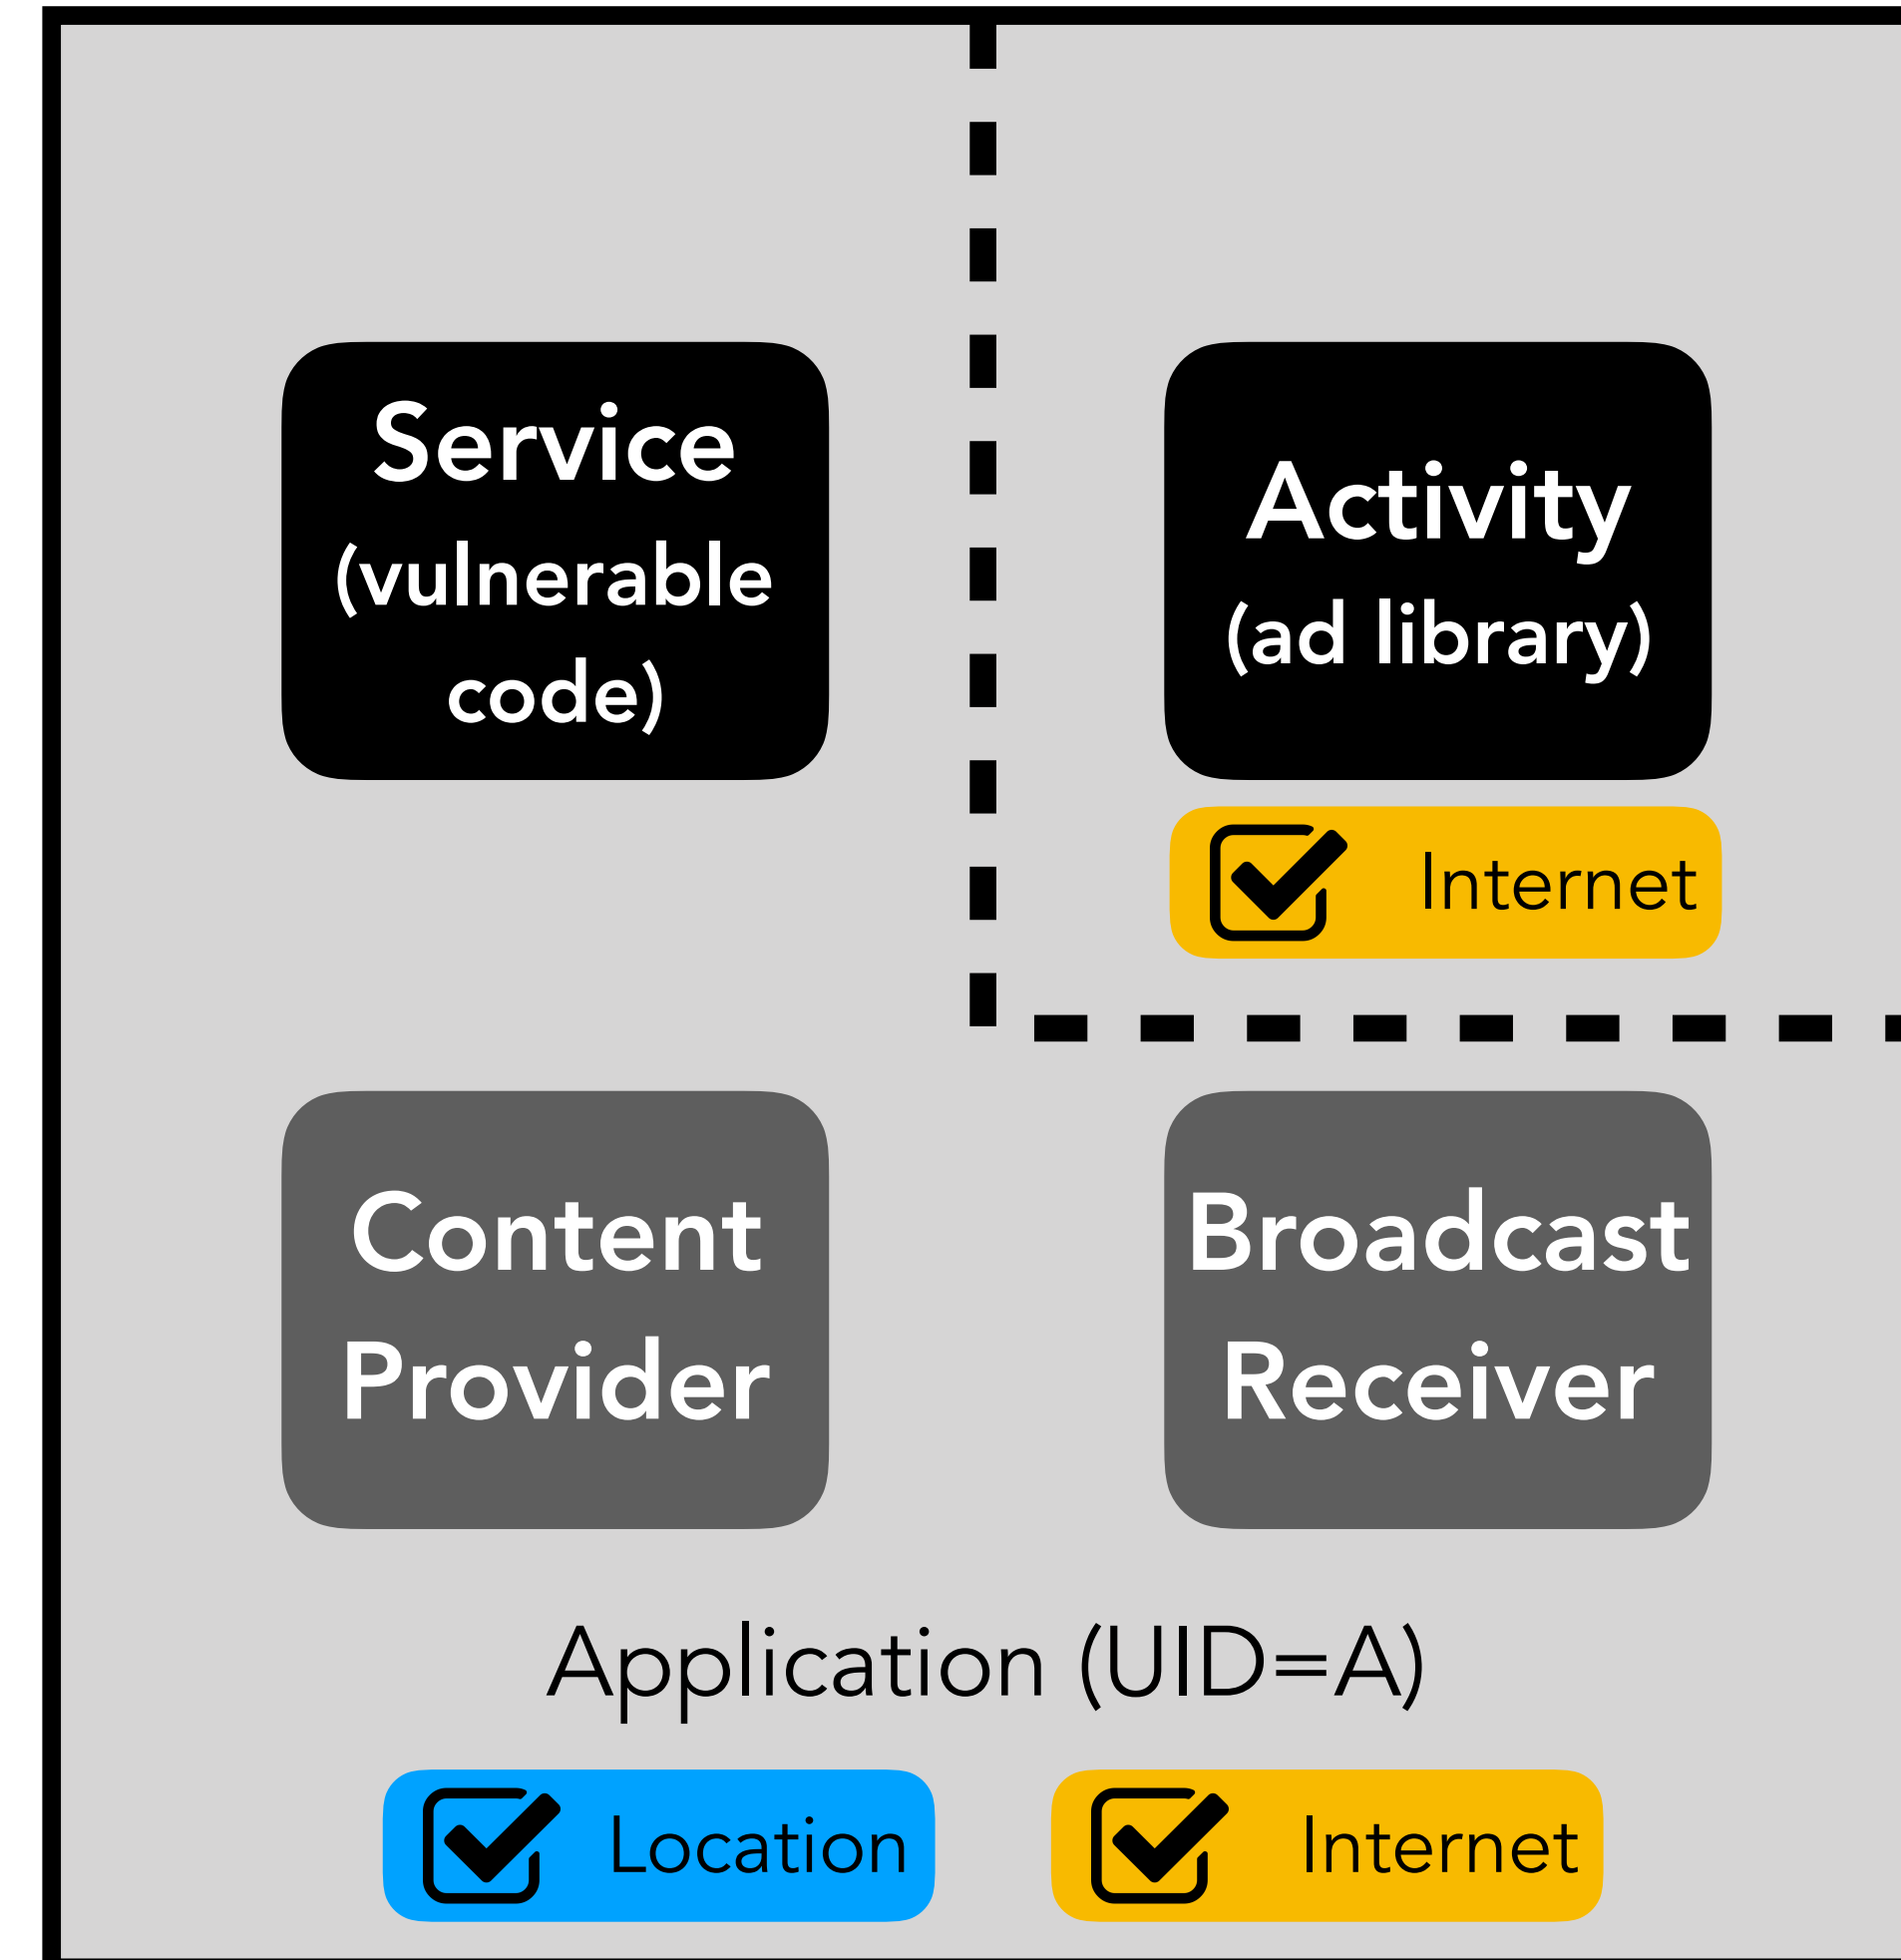 Service
(vulnerable
code)
Activity
(ad library)
Internet
Content
Provider
Broadcast
Receiver
Application (UID=A)
Location
Internet